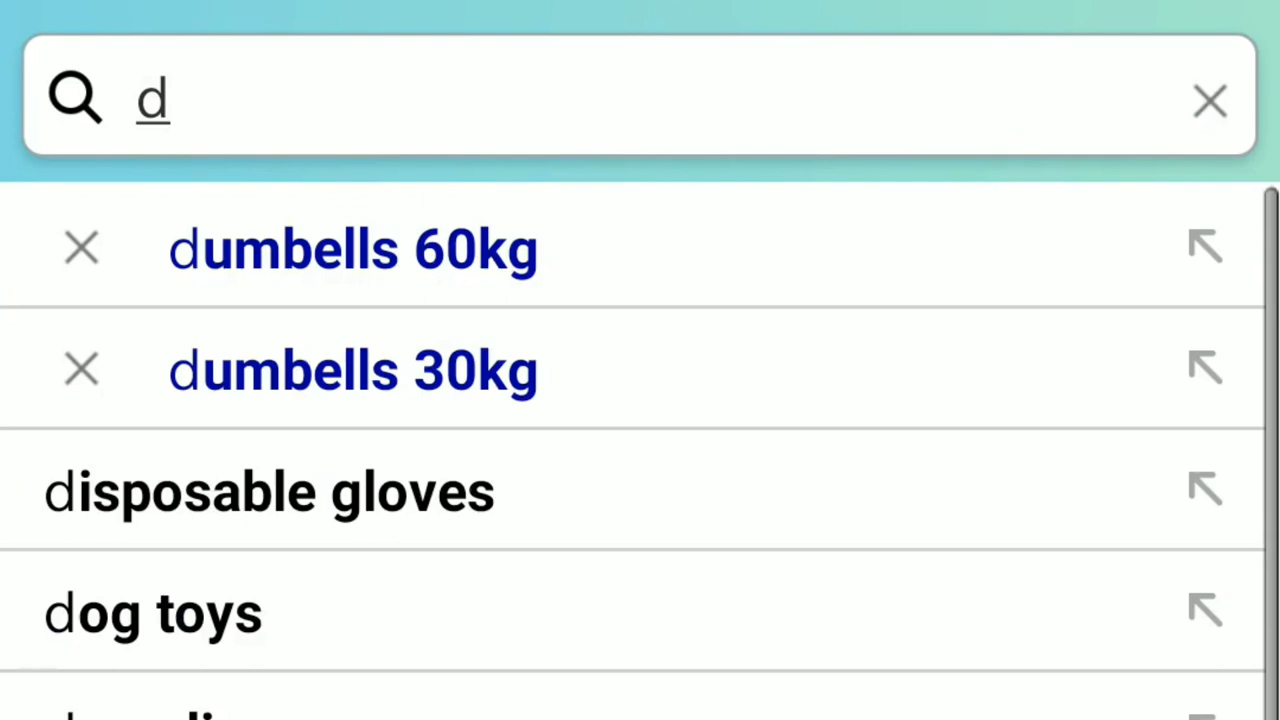 d
dumbells 60kg
dumbells 30kg
disposable gloves
dog toys